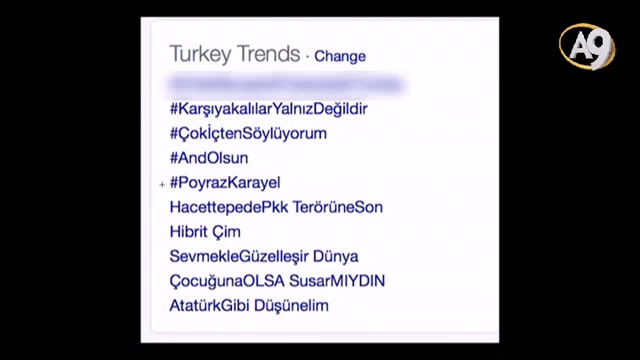 A9
Turkey Trends · Change
#KarşıyakalılarYalnızDeğildir
#ÇokİçtenSöylüyorum
#AndOlsun
#PoyrazKarayel
HacettepedePkk TerörüneSon
Hibrit Çim
SevmekleGüzelleşir Dünya
ÇocuğunaOLSA SusarMIYDIN
AtatürkGibi Düşünelim